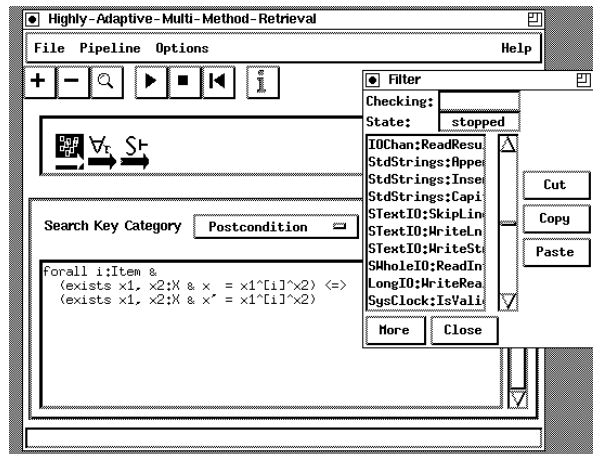 Highly-Adaptive-Multi-Method-Retrieval
File Pipeline Options Help
Filter
Checking:
State: stopped
IOChan:ReadResu
StdStrings:Appe
StdStrings:Inse
StdStrings:Capi
STextIO:SkipLin
STextIO:WriteLn
STextIO:WriteSt
SWholeIO:ReadIn
LongIO:WriteRea
SysClock:IsVali
Cut
Copy
Paste
More Close
∀τ S⊢
Search Key Category Postcondition
forall i:Item &
(exists x1, x2:X & x = x1^[i]^x2) <=>
(exists x1, x2:X & x' = x1^[i]^x2)